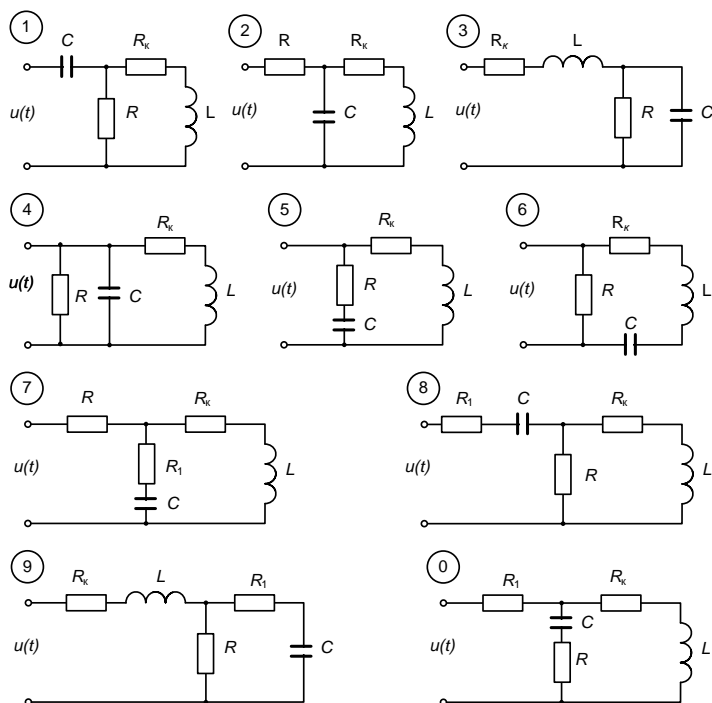 1 2 3
C Rк R Rк Rк L
u(t) R L u(t) C L u(t) R C
4 5 6
Rк Rк Rк
u(t) R C L u(t) R C L u(t) R C L
7 8
R Rк R1 C Rк
u(t) R1 C L u(t) R L
9 0
Rк L R1 R1 Rк
u(t) R C u(t) C R L